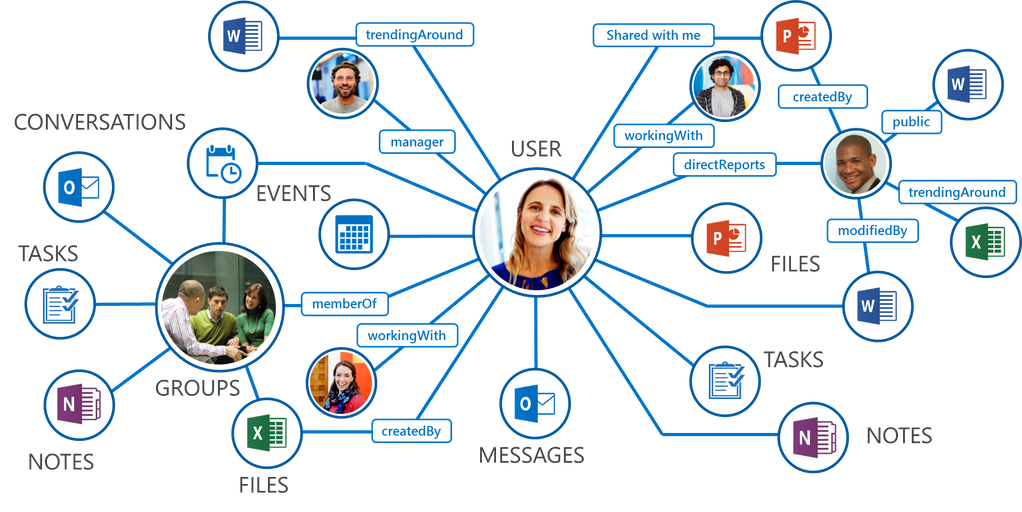 W
trendingAround
Shared with me
P
W
createdBy
public
CONVERSATIONS
manager
workingWith
USER
directReports
O
EVENTS
trendingAround
P
modifiedBy
X
TASKS
FILES
memberOf
W
workingWith
TASKS
GROUPS
N
O
NOTES
X
createdBy
MESSAGES
N
NOTES
FILES